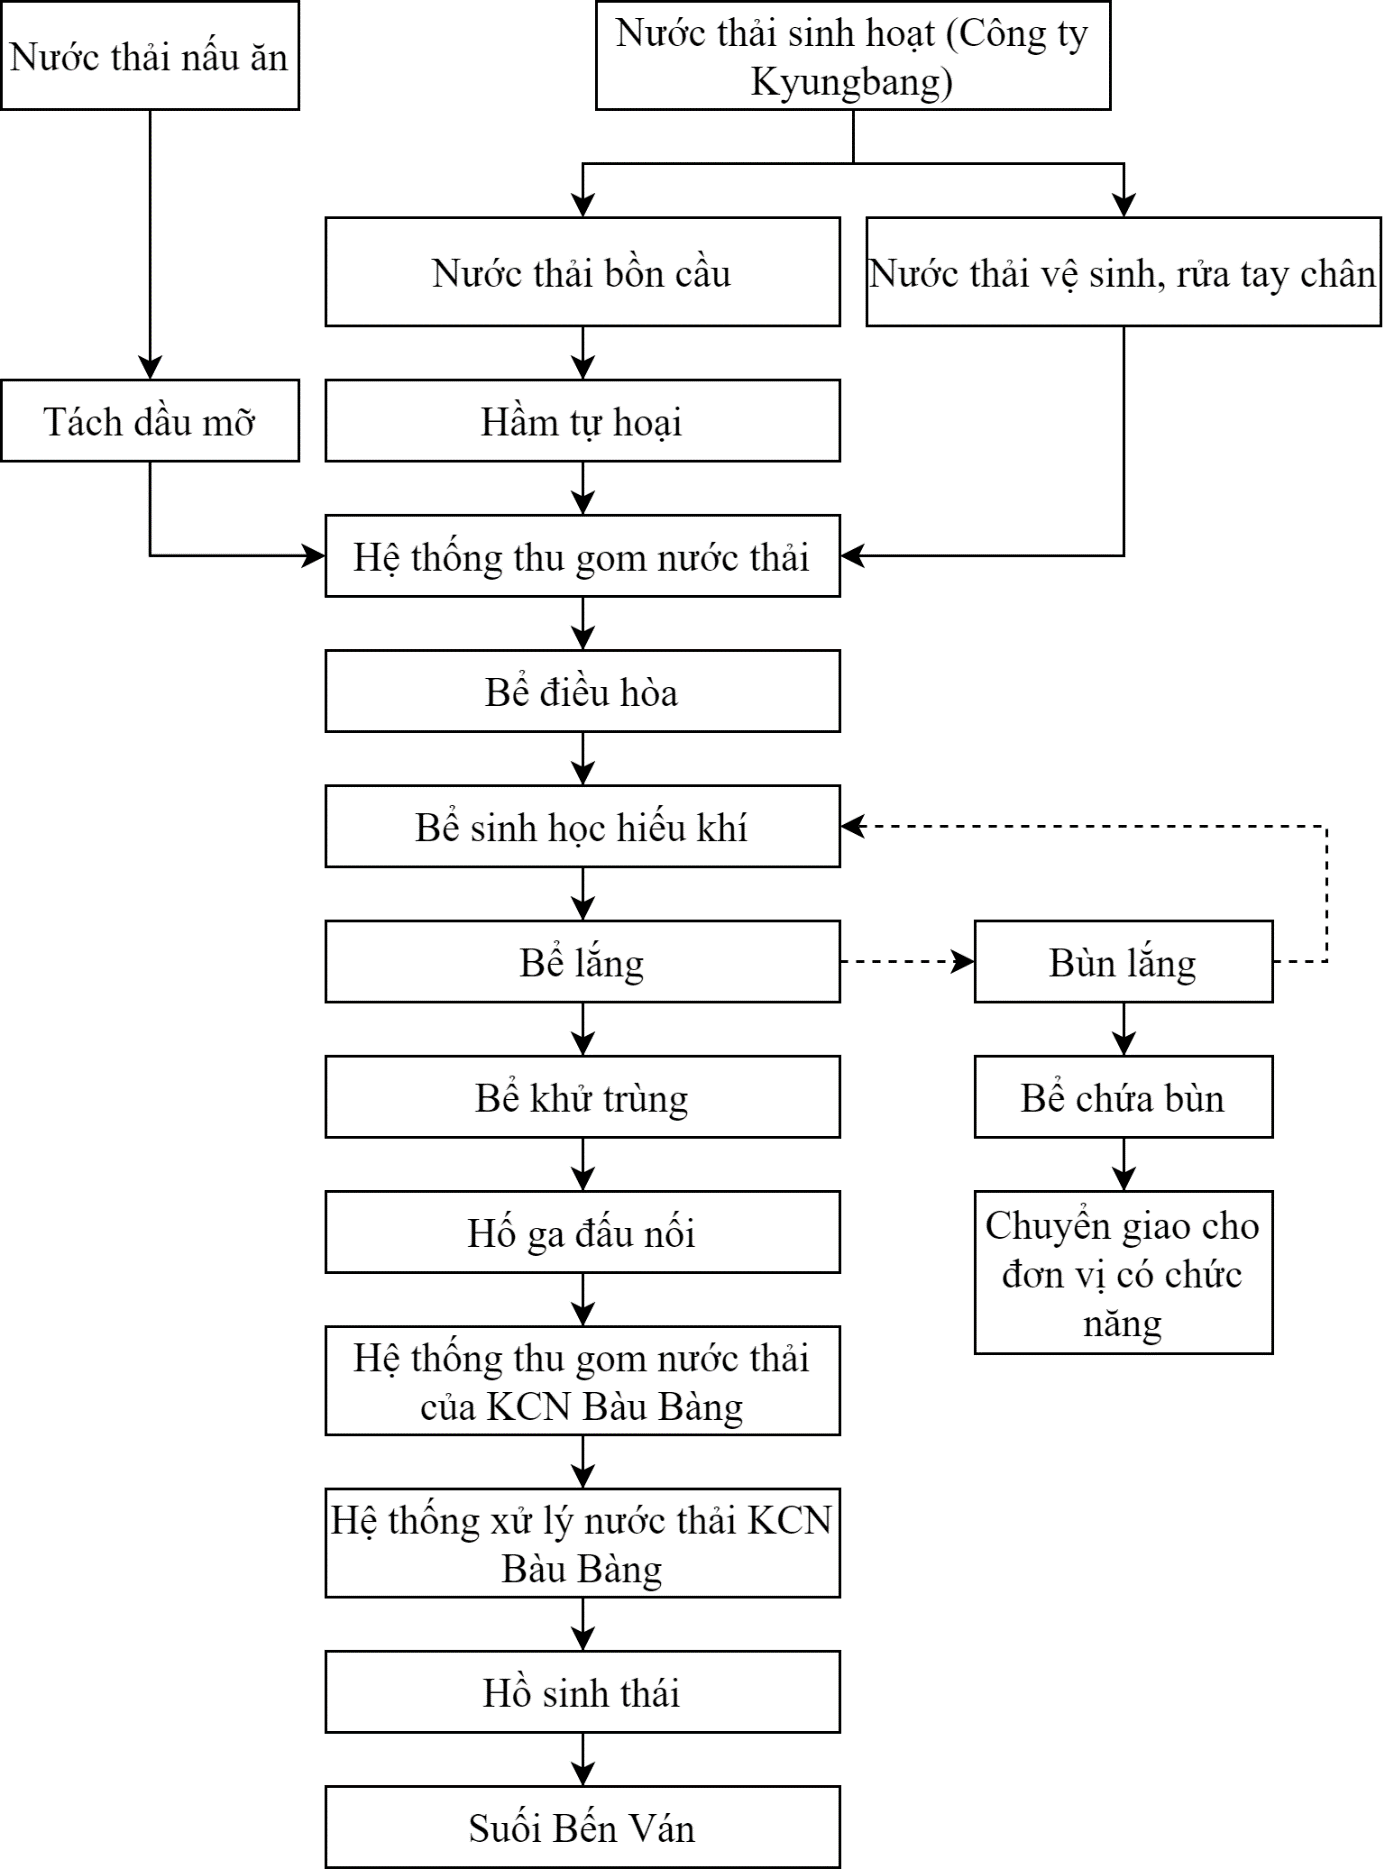 Nước thải nấu ăn
Nước thải sinh hoạt (Công ty
Kyungbang)
Nước thải bồn cầu
Nước thải vệ sinh, rửa tay chân
Tách dầu mỡ
Hầm tự hoại
Hệ thống thu gom nước thải
Bể điều hòa
Bể sinh học hiếu khí
Bể lắng
Bùn lắng
Bể khử trùng
Bể chứa bùn
Hố ga đấu nối
Chuyển giao cho
đơn vị có chức
năng
Hệ thống thu gom nước thải
của KCN Bàu Bàng
Hệ thống xử lý nước thải KCN
Bàu Bàng
Hồ sinh thái
Suối Bến Ván